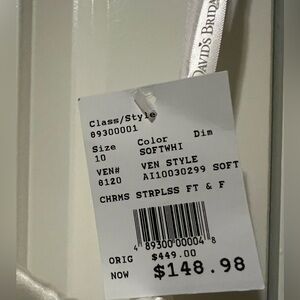 DAVID'S BRIDA
Class/Style
89300001
Size Color Dim
10 SOFTWHI
VEN# VEN STYLE
8120 AI10030299 SOFT
CHRMS STRPLSS FT & F
4 89300 00004 8
ORIG $449.00
NOW $148.98